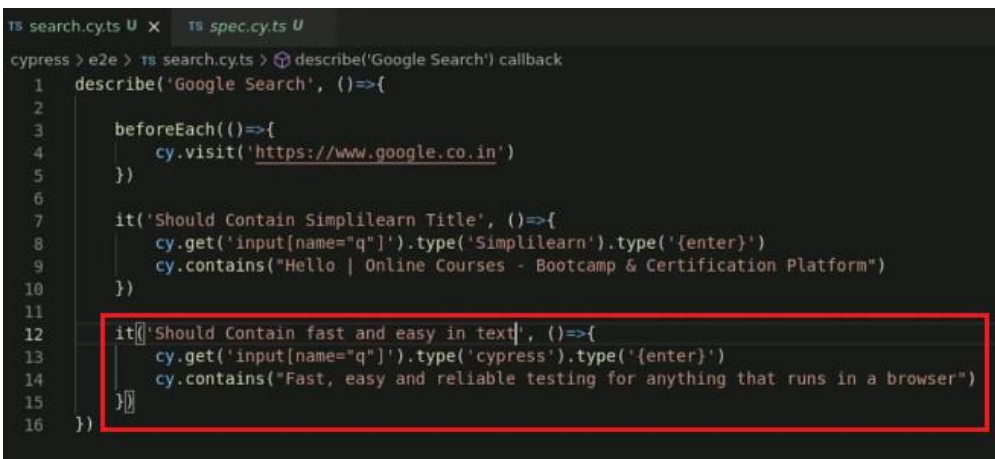 TS search.cy.ts U × TS spec.cy.ts U
cypress > e2e > TS search.cy.ts > describe('Google Search') callback
1 describe('Google Search', ()=>{
2
3 beforeEach(()=>{
4 cy.visit('https://www.google.co.in')
5 })
6
7 it('Should Contain Simplilearn Title', ()=>{
8 cy.get('input[name="q"]').type('Simplilearn').type('{enter}')
9 cy.contains("Hello | Online Courses - Bootcamp & Certification Platform")
10 })
11
12 it('Should Contain fast and easy in text', ()=>{
13 cy.get('input[name="q"]').type('cypress').type('{enter}')
14 cy.contains("Fast, easy and reliable testing for anything that runs in a browser")
15 })
16 })